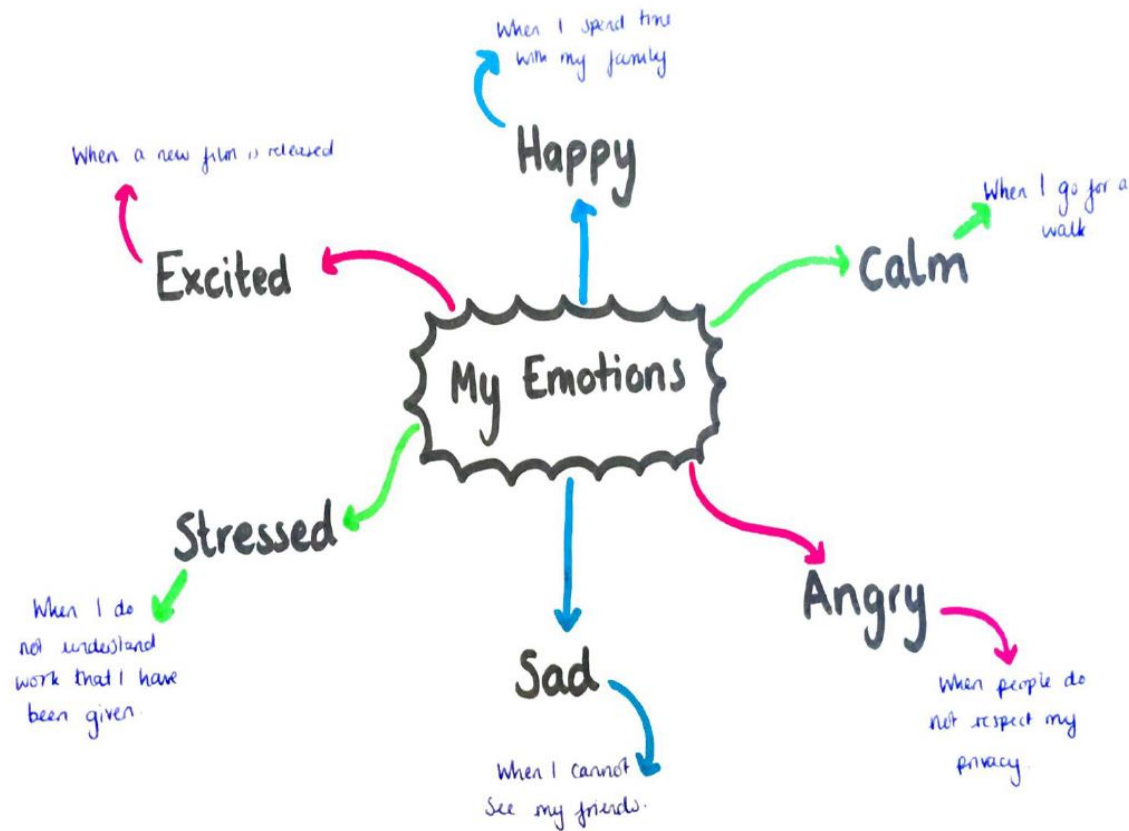 When I spend time
with my family
Happy
When a new film is released
Excited
When I go for a
walk
Calm
My Emotions
Stressed
When I do
not understand
work that I have
been given.
Angry
When people do
not respect my
privacy.
Sad
When I cannot
see my friends.